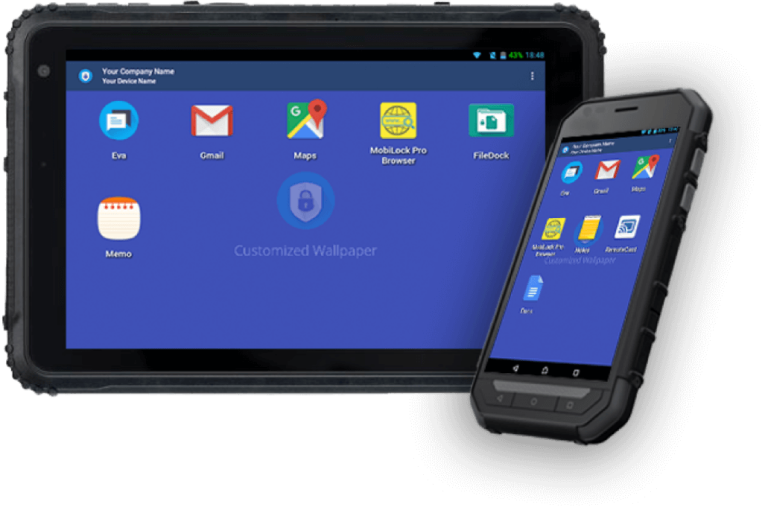 43% 18:48
Your Company Name
Your Device Name
Eva
Gmail
Maps
MobiLock Pro
Browser
FileDock
Memo
Customized Wallpaper
Your Company Name
Your Device Name
Eva
Gmail
Maps
MobiLock Pro
Browser
Notes
RemoteCast
Customized Wallpaper
Docs